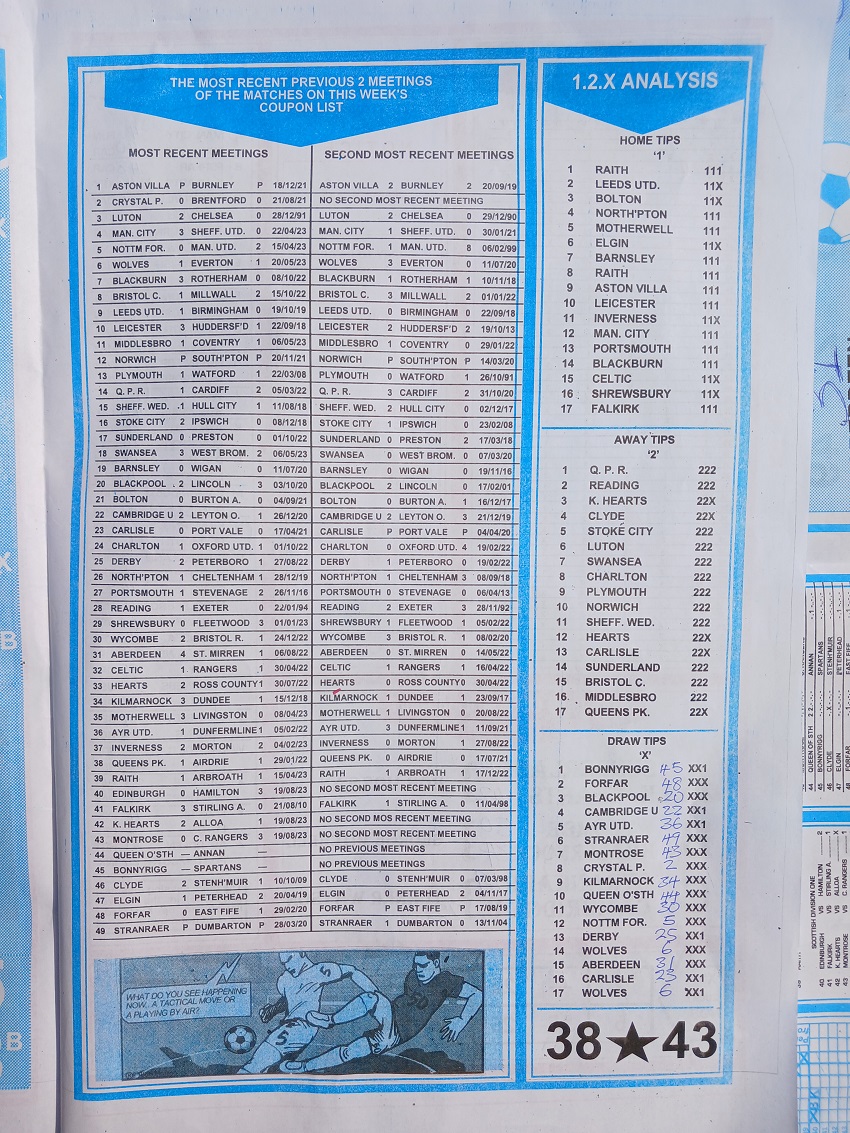 THE MOST RECENT PREVIOUS 2 MEETINGS
OF THE MATCHES ON THIS WEEK'S
COUPON LIST
MOST RECENT MEETINGS SECOND MOST RECENT MEETINGS
1 ASTON VILLA P BURNLEY P 18/12/21 ASTON VILLA 2 BURNLEY 2 20/09/19
2 CRYSTAL P. 0 BRENTFORD 0 21/08/21 NO SECOND MOST RECENT MEETING
3 LUTON 2 CHELSEA 0 28/12/91 LUTON 2 CHELSEA 0 29/12/90
4 MAN. CITY 3 SHEFF. UTD. 0 22/04/23 MAN. CITY 1 SHEFF. UTD. 0 30/01/21
5 NOTTM FOR. 0 MAN. UTD. 2 15/04/23 NOTTM FOR. 1 MAN. UTD. 8 06/02/99
6 WOLVES 1 EVERTON 1 20/05/23 WOLVES 3 EVERTON 0 11/07/20
7 BLACKBURN 3 ROTHERHAM 0 08/10/22 BLACKBURN 1 ROTHERHAM 1 10/11/18
8 BRISTOL C. 1 MILLWALL 2 15/10/22 BRISTOL C. 3 MILLWALL 2 01/01/22
9 LEEDS UTD. 1 BIRMINGHAM 0 19/10/19 LEEDS UTD. 0 BIRMINGHAM 0 22/09/18
10 LEICESTER 3 HUDDERSF'D 1 22/09/18 LEICESTER 2 HUDDERSF'D 2 19/10/13
11 MIDDLESBRO 1 COVENTRY 1 06/05/23 MIDDLESBRO 1 COVENTRY 0 29/01/22
12 NORWICH P SOUTH'PTON P 20/11/21 NORWICH P SOUTH'PTON P 14/03/20
13 PLYMOUTH 1 WATFORD 1 22/03/08 PLYMOUTH 0 WATFORD 1 26/10/91
14 Q. P. R. 1 CARDIFF 2 05/03/22 Q. P. R. 3 CARDIFF 2 31/10/20
15 SHEFF. WED. .1 HULL CITY 1 11/08/18 SHEFF. WED. 2 HULL CITY 0 02/12/17
16 STOKE CITY 2 IPSWICH 0 08/12/18 STOKE CITY 1 IPSWICH 0 23/02/08
17 SUNDERLAND 0 PRESTON 0 01/10/22 SUNDERLAND 0 PRESTON 2 17/03/18
18 SWANSEA 3 WEST BROM. 2 06/05/23 SWANSEA 0 WEST BROM. 0 07/03/20
19 BARNSLEY 0 WIGAN 0 11/07/20 BARNSLEY 0 WIGAN 0 19/11/16
20 BLACKPOOL . 2 LINCOLN 3 03/10/20 BLACKPOOL 2 LINCOLN 0 17/02/01
21 BOLTON 0 BURTON A. 0 04/09/21 BOLTON 0 BURTON A. 1 16/12/17
22 CAMBRIDGE U 2 LEYTON O. 1 26/12/20 CAMBRIDGE U 2 LEYTON O. 3 21/12/19
23 CARLISLE 0 PORT VALE 0 17/04/21 CARLISLE P PORT VALE P 04/04/20
24 CHARLTON 1 OXFORD UTD. 1 01/10/22 CHARLTON 0 OXFORD UTD. 4 19/02/22
25 DERBY 2 PETERBORO 1 27/08/22 DERBY 1 PETERBORO 0 19/02/22
26 NORTH'PTON 1 CHELTENHAM 1 28/12/19 NORTH'PTON 1 CHELTENHAM 3 08/09/18
27 PORTSMOUTH 1 STEVENAGE 2 26/11/16 PORTSMOUTH 0 STEVENAGE 0 06/04/13
28 READING 1 EXETER 0 22/01/94 READING 2 EXETER 3 28/11/92
29 SHREWSBURY 0 FLEETWOOD 3 01/01/23 SHREWSBURY 1 FLEETWOOD 1 05/02/22
30 WYCOMBE 2 BRISTOL R. 1 24/12/22 WYCOMBE 3 BRISTOL R. 1 08/02/20
31 ABERDEEN 4 ST. MIRREN 1 06/08/22 ABERDEEN 0 ST. MIRREN 0 14/05/22
32 CELTIC 1 RANGERS 1 30/04/22 CELTIC 1 RANGERS 1 16/04/22
33 HEARTS 2 ROSS COUNTY 1 30/07/22 HEARTS 0 ROSS COUNTY 0 30/04/22
34 KILMARNOCK 3 DUNDEE 1 15/12/18 KILMARNOCK 1 DUNDEE 1 23/09/17
35 MOTHERWELL 3 LIVINGSTON 0 08/04/23 MOTHERWELL 1 LIVINGSTON 0 20/08/22
36 AYR UTD. 1 DUNFERMLINE 1 05/02/22 AYR UTD. 3 DUNFERMLINE 1 11/09/21
37 INVERNESS 2 MORTON 2 04/02/23 INVERNESS 0 MORTON 1 27/08/22
38 QUEENS PK. 1 AIRDRIE 1 29/01/22 QUEENS PK. 0 AIRDRIE 0 17/07/21
39 RAITH 1 ARBROATH 1 15/04/23 RAITH 1 ARBROATH 1 17/12/22
40 EDINBURGH 0 HAMILTON 3 19/08/23 NO SECOND MOST RECENT MEETING
41 FALKIRK 3 STIRLING A. 0 21/08/10 FALKIRK 1 STIRLING A. 0 11/04/98
42 K. HEARTS 2 ALLOA 1 19/08/23 NO SECOND MOS RECENT MEETING
43 MONTROSE 0 C. RANGERS 3 19/08/23 NO SECOND MOST RECENT MEETING
44 QUEEN O'STH — ANNAN — NO PREVIOUS MEETINGS
45 BONNYRIGG — SPARTANS — NO PREVIOUS MEETINGS
46 CLYDE 2 STENH'MUIR 1 10/10/09 CLYDE 0 STENH'MUIR 0 07/03/98
47 ELGIN 1 PETERHEAD 2 20/04/19 ELGIN 0 PETERHEAD 2 04/11/17
48 FORFAR 0 EAST FIFE 1 29/02/20 FORFAR P EAST FIFE P 17/08/19
49 STRANRAER P DUMBARTON P 28/03/20 STRANRAER 1 DUMBARTON 0 13/11/04
WHAT DO YOU SEE HAPPENING
NOW.. A TACTICAL MOVE OR
A PLAYING BY AIR?
5
1.2.X ANALYSIS
HOME TIPS
'1'
1 RAITH 111
2 LEEDS UTD. 11X
3 BOLTON 11X
4 NORTH'PTON 111
5 MOTHERWELL 111
6 ELGIN 11X
7 BARNSLEY 111
8 RAITH 111
9 ASTON VILLA 111
10 LEICESTER 111
11 INVERNESS 11X
12 MAN. CITY 111
13 PORTSMOUTH 111
14 BLACKBURN 111
15 CELTIC 11X
16 SHREWSBURY 11X
17 FALKIRK 111
AWAY TIPS
'2'
1 Q. P. R. 222
2 READING 222
3 K. HEARTS 22X
4 CLYDE 22X
5 STOKE CITY 222
6 LUTON 222
7 SWANSEA 222
8 CHARLTON 222
9 PLYMOUTH 222
10 NORWICH 222
11 SHEFF. WED. 222
12 HEARTS 22X
13 CARLISLE 22X
14 SUNDERLAND 222
15 BRISTOL C. 222
16. MIDDLESBRO 222
17 QUEENS PK. 22X
DRAW TIPS
'X'
1 BONNYRIGG 45 XX1
2 FORFAR 48 XXX
3 BLACKPOOL 20 XXX
4 CAMBRIDGE U 22 XX1
5 AYR UTD. 36 XX1
6 STRANRAER 49 XXX
7 MONTROSE 43 XXX
8 CRYSTAL P. 2 XXX
9 KILMARNOCK 34 XXX
10 QUEEN O'STH 44 XXX
11 WYCOMBE 30 XXX
12 NOTTM FOR. 5 XXX
13 DERBY 25 XX1
14 WOLVES 6 XXX
15 ABERDEEN 31 XXX
16 CARLISLE 23 XX1
17 WOLVES 6 XX1
38★43
44 QUEEN OF STH 2 2
45 BONNYRIGG
46 CLYDE
47 ELGIN
48 FORFAR
ANNAN
SPARTANS
STENH'MUIR
PETERHEAD
EAST FIFE
SCOTTISH DIVISION ONE
40 EDINBURGH VS HAMILTON 2
41 FALKIRK VS STIRLING A. 1
42 K. HEARTS VS ALLOA X
43 MONTROSE VS C. RANGERS 1